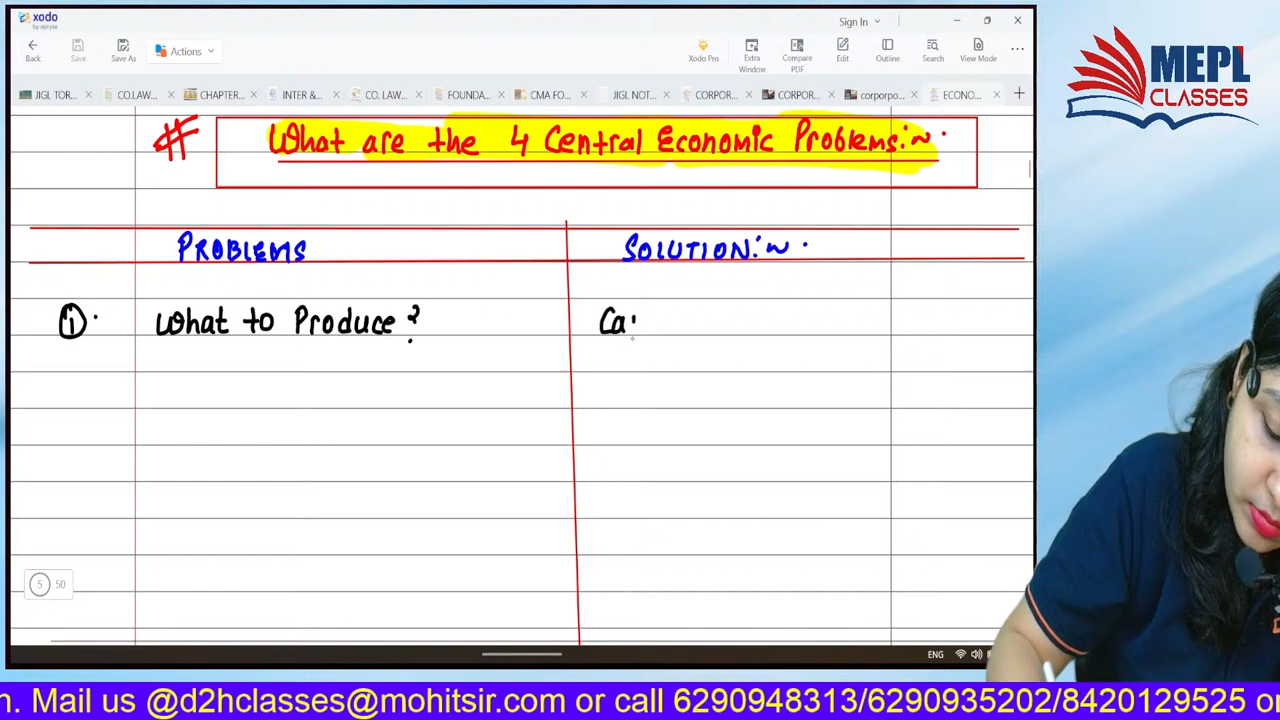 xodo
by apryse
Sign In
Back
Save
Save As
Actions
Xodo Pro
Extra Window
Compare PDF
Edit
Outline
Search
View Mode
JIGL TOR...
CO.LAW...
CHAPTER...
INTER &...
CO.LAW...
FOUNDA...
CMA FO...
JIGL NOT...
CORPOR...
CORPOR...
corporpo...
ECONO...
MEPL
CLASSES
# What are the 4 Central Economic Problems:~
PROBLEMS
SOLUTION:~
(i) What to Produce?
Ca
5 50
ENG
n. Mail us @d2hclasses@mohitsir.com or call 6290948313/6290935202/8420129525 or